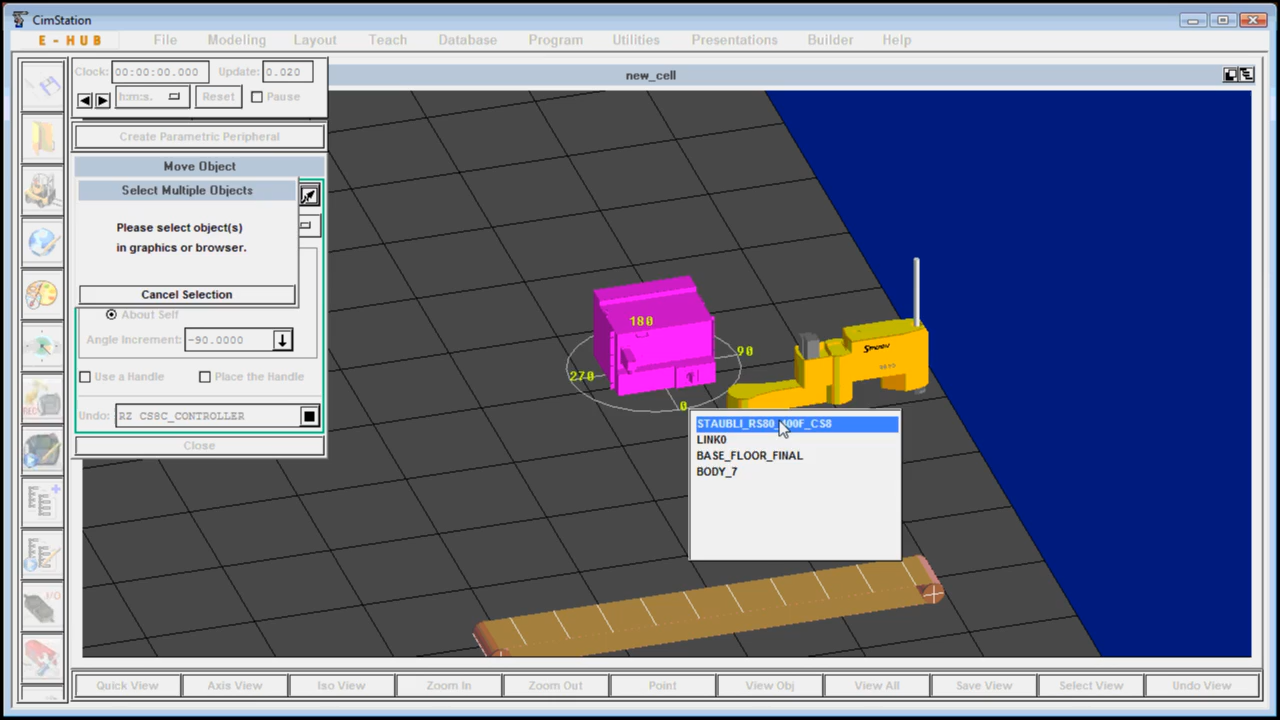 CimStation
E - HUB File Modeling Layout Teach Database Program Utilities Presentations Builder Help
Clock: 00:00:00.000 Update: 0.020
h:m:s. Reset Pause
new_cell
Create Parametric Peripheral
Move Object
Select Multiple Objects
Please select object(s)
in graphics or browser.
Cancel Selection
About Self
Angle Increment: -90.0000
Use a Handle Place the Handle
Undo: RZ CS8C_CONTROLLER
Close
180
90
270
0
STAUBLI_RS80_400F_CS8
LINK0
BASE_FLOOR_FINAL
BODY_7
I/O
Quick View Axis View Iso View Zoom In Zoom Out Point View Obj View All Save View Select View Undo View